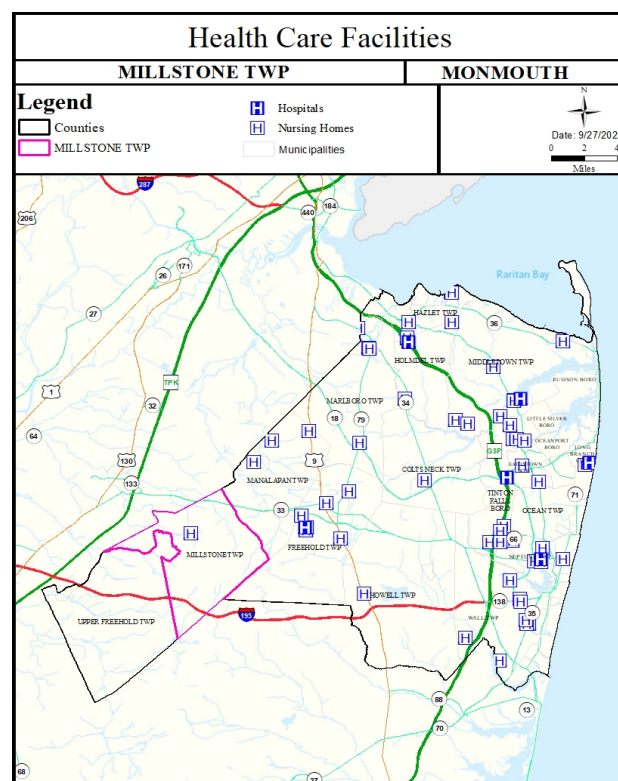 Health Care Facilities
MILLSTONE TWP
MONMOUTH
Legend
Counties
MILLSTONE TWP
H Hospitals
H Nursing Homes
Municipalities
N
Date: 9/27/202
0 2 4
Miles
287
206
440
184
171
26
27
Raritan Bay
HAZLET TWP
36
HOLMDEL TWP
MIDDLETOWN TWP
1
TPK
32
RUMSON BORO
MARLBORO TWP
34
18
79
LITTLE SILVER
BORO
64
130
9
GSP
OCEANPORT
BORO
LONG
133
MANALAPAN TWP
COLTS NECK TWP
71
TINTON
FALLS
BORO
OCEAN TWP
33
MILLSTONE TWP
FREEHOLD TWP
66
HOWELL TWP
195
138
35
UPPER FREEHOLD TWP
WALL TWP
88
70
13
68
37